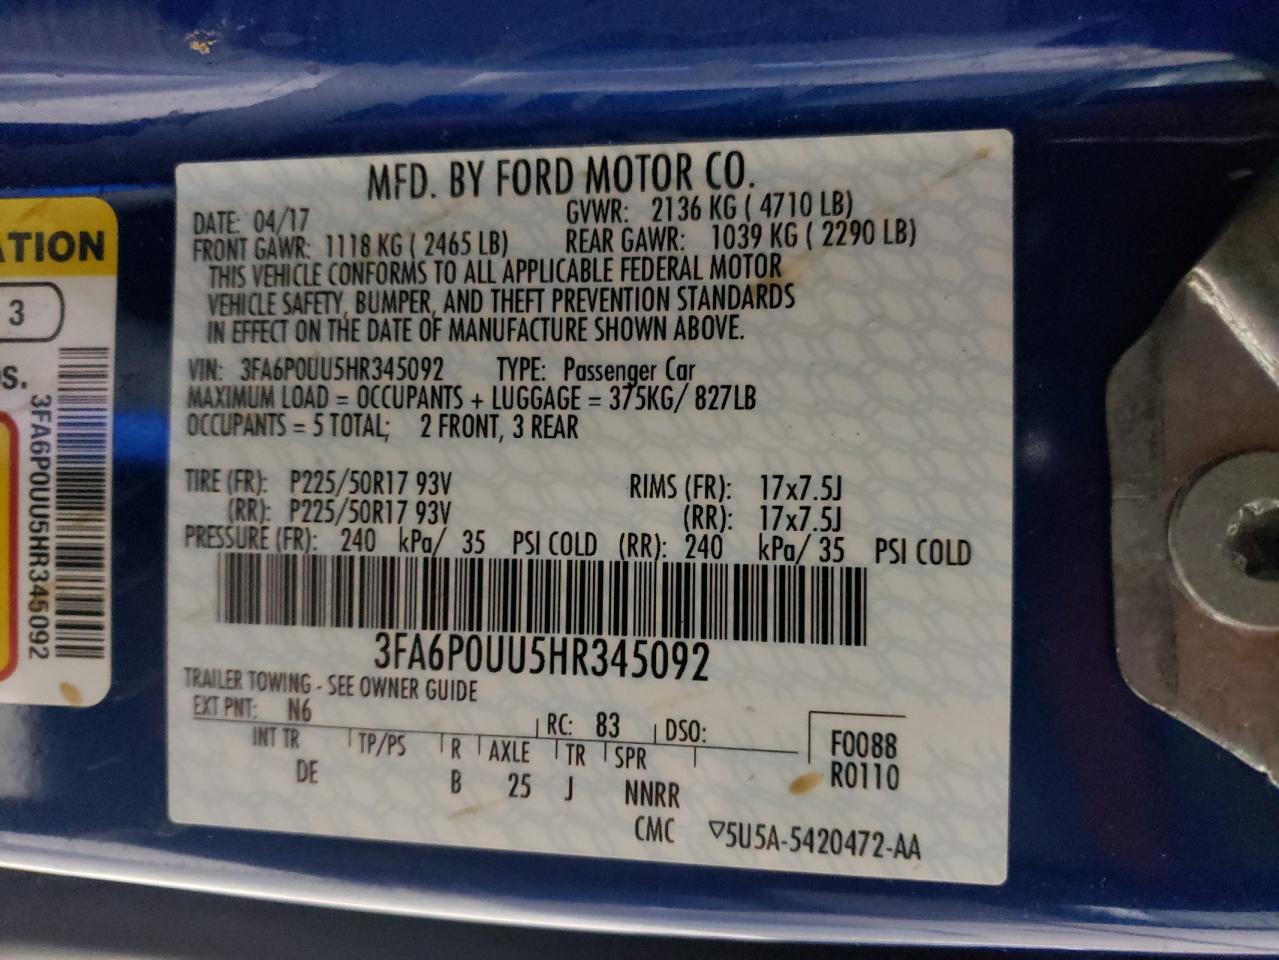 MFD. BY FORD MOTOR CO.
DATE: 04/17 GVWR: 2136 KG ( 4710 LB)
FRONT GAWR: 1118 KG ( 2465 LB) REAR GAWR: 1039 KG ( 2290 LB)
THIS VEHICLE CONFORMS TO ALL APPLICABLE FEDERAL MOTOR
VEHICLE SAFETY, BUMPER, AND THEFT PREVENTION STANDARDS
IN EFFECT ON THE DATE OF MANUFACTURE SHOWN ABOVE.
VIN: 3FA6P0UU5HR345092 TYPE: Passenger Car
MAXIMUM LOAD = OCCUPANTS + LUGGAGE = 375KG/ 827LB
OCCUPANTS = 5 TOTAL; 2 FRONT, 3 REAR
TIRE (FR): P225/50R17 93V RIMS (FR): 17x7.5J
(RR): P225/50R17 93V (RR): 17x7.5J
PRESSURE (FR): 240 kPa/ 35 PSI COLD (RR): 240 kPa/ 35 PSI COLD
3FA6P0UU5HR345092
TRAILER TOWING - SEE OWNER GUIDE
EXT PNT: N6 RC: 83 DSO:
INT TR TP/PS R AXLE TR SPR
DE B 25 J NNRR
F0088
R0110
CMC ▽5U5A-5420472-AA
ATION
3
S.
3FA6P0UU5HR345092